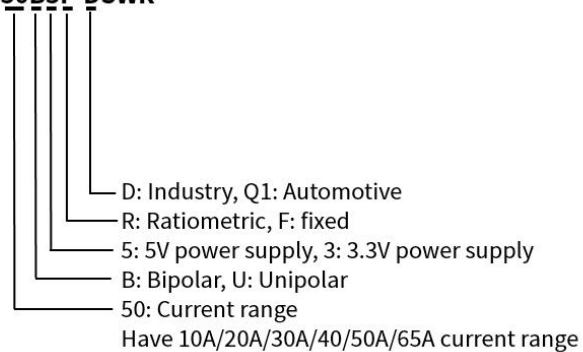 D: Industry, Q1: Automotive
R: Ratiometric, F: fixed
5: 5V power supply, 3: 3.3V power supply
B: Bipolar, U: Unipolar
50: Current range
Have 10A/20A/30A/40/50A/65A current range